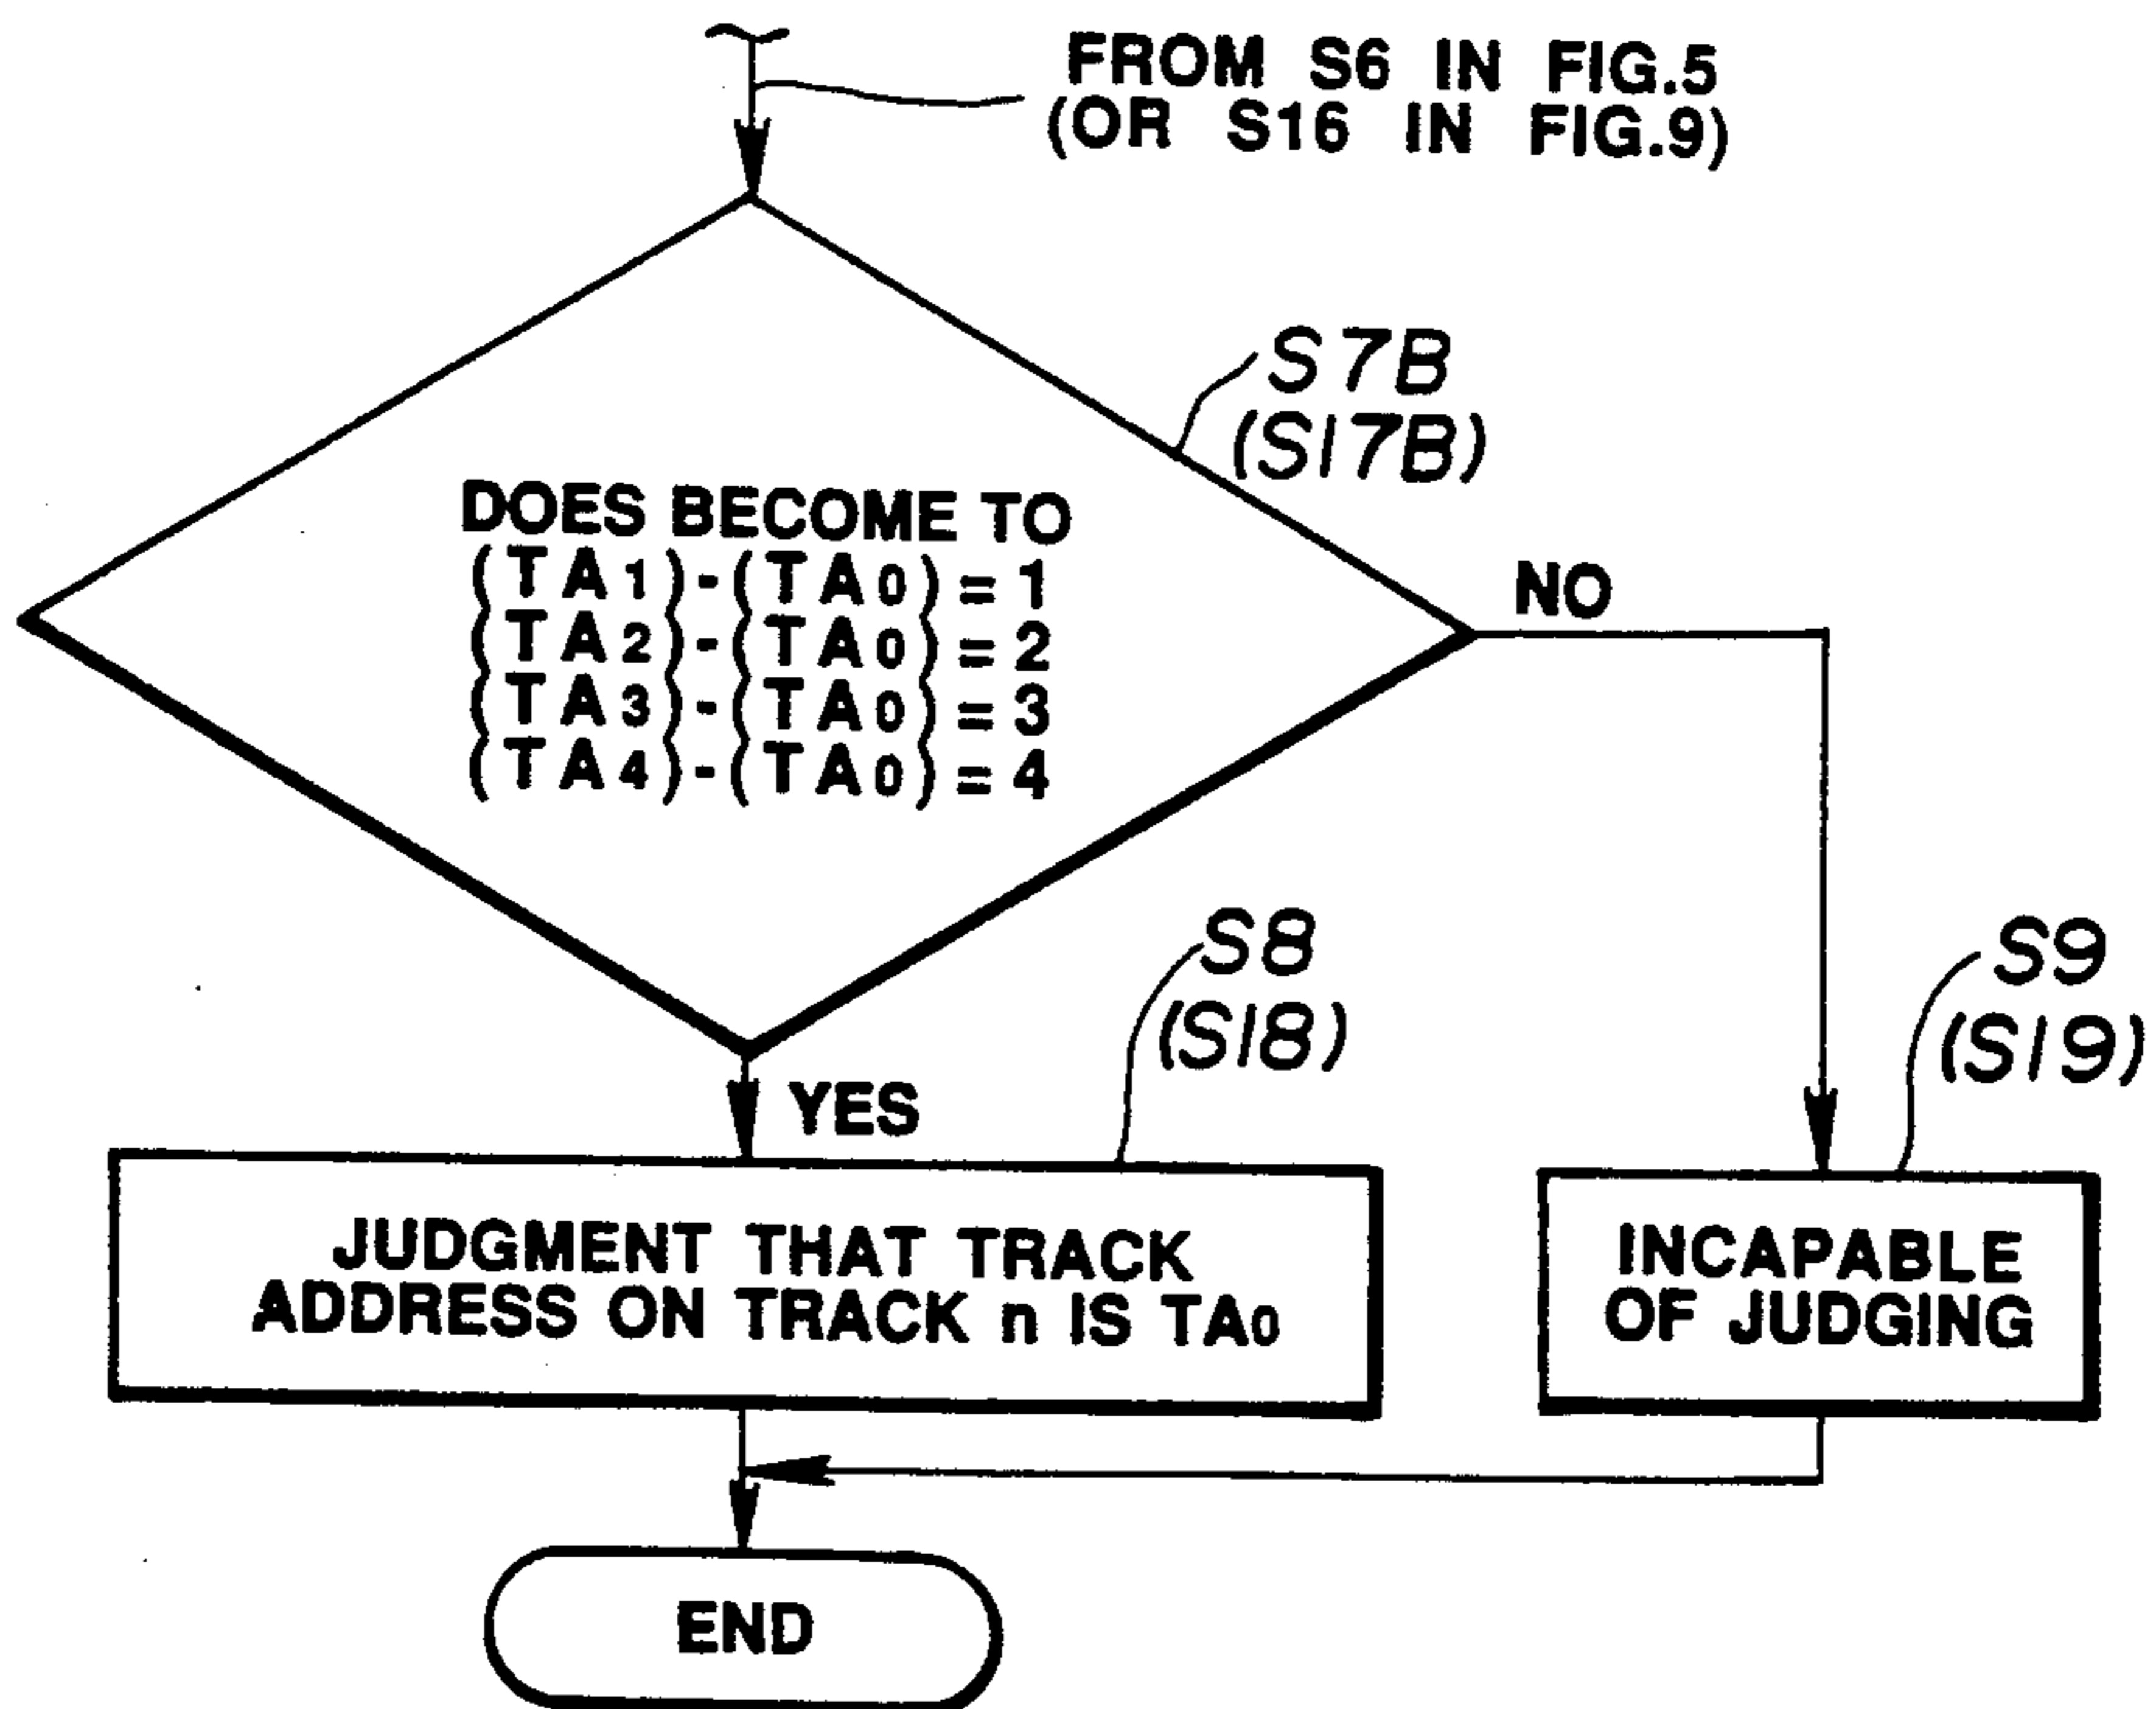 FROM S6 IN FIG.5
(OR S16 IN FIG.9)
S7B
(S17B)
DOES BECOME TO
(TA1)-(TA0)=1
(TA2)-(TA0)=2
(TA3)-(TA0)=3
(TA4)-(TA0)=4
NO
S8
(S18)
S9
(S19)
YES
JUDGMENT THAT TRACK
ADDRESS ON TRACK n IS TA0
INCAPABLE
OF JUDGING
END